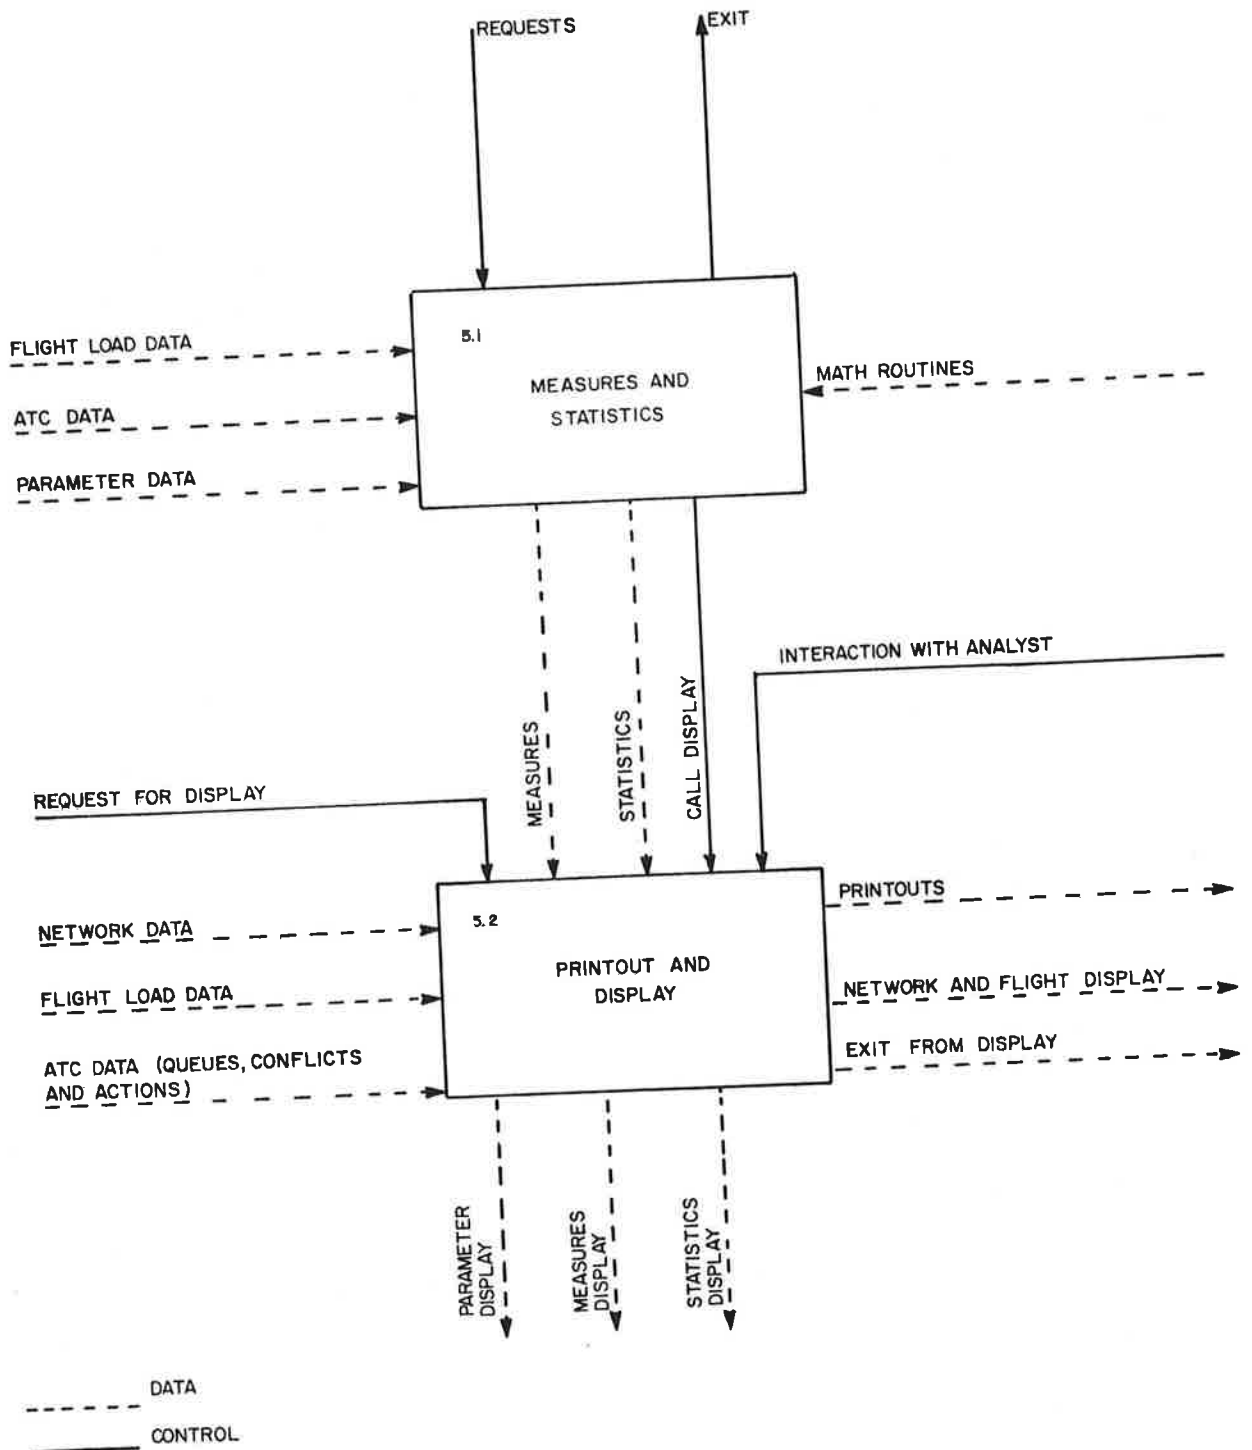 REQUESTS
EXIT
5.1
MEASURES AND
STATISTICS
FLIGHT LOAD DATA
ATC DATA
PARAMETER DATA
MATH ROUTINES
MEASURES
STATISTICS
CALL DISPLAY
INTERACTION WITH ANALYST
REQUEST FOR DISPLAY
5.2
PRINTOUT AND
DISPLAY
NETWORK DATA
FLIGHT LOAD DATA
ATC DATA (QUEUES, CONFLICTS
AND ACTIONS)
PRINTOUTS
NETWORK AND FLIGHT DISPLAY
EXIT FROM DISPLAY
PARAMETER
DISPLAY
MEASURES
DISPLAY
STATISTICS
DISPLAY
DATA
CONTROL